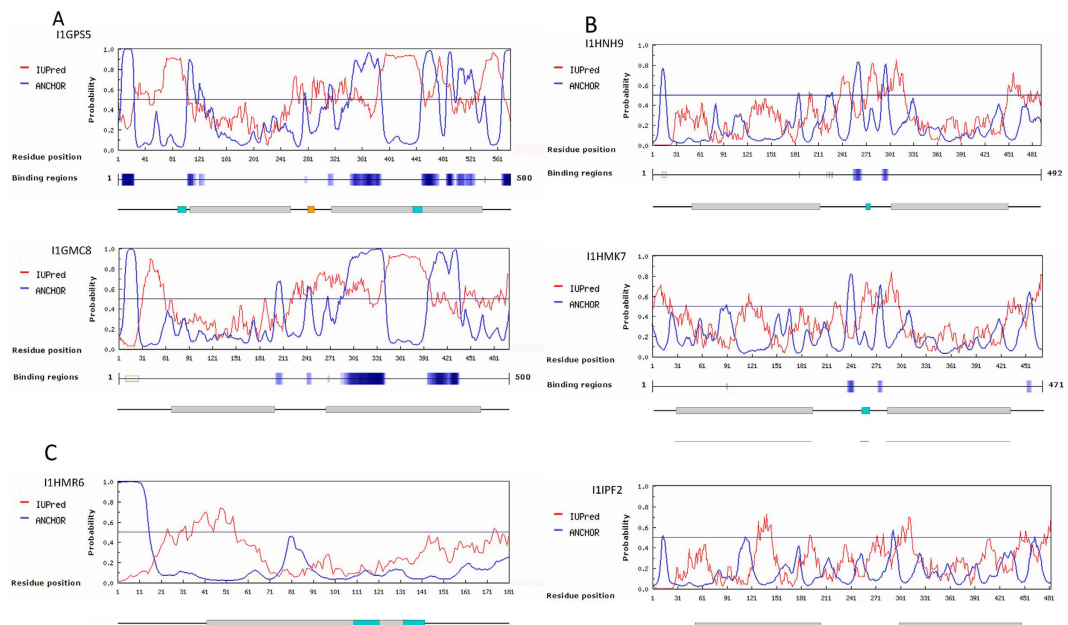 A
I1GPS5
1.0
0.8
0.6
0.4
0.2
0.0
Probability
IUPred
ANCHOR
1 41 81 121 161 201 241 281 321 361 401 441 481 521 561
Residue position
Binding regions 1 580
I1GMC8
1.0
0.8
0.6
0.4
0.2
0.0
Probability
IUPred
ANCHOR
1 31 61 91 121 151 181 211 241 271 301 331 361 391 421 451 481
Residue position
Binding regions 1 500
C
I1HMR6
1.0
0.8
0.6
0.4
0.2
0.0
Probability
IUPred
ANCHOR
1 11 21 31 41 51 61 71 81 91 101 111 121 131 141 151 161 171 181
Residue position
B
I1HNH9
1.0
0.8
0.6
0.4
0.2
0.0
Probability
IUPred
ANCHOR
1 31 61 91 121 151 181 211 241 271 301 331 361 391 421 451 481
Residue position
Binding regions 1 492
I1HMK7
1.0
0.8
0.6
0.4
0.2
0.0
Probability
IUPred
ANCHOR
1 31 61 91 121 151 181 211 241 271 301 331 361 391 421 451
Residue position
Binding regions 1 471
I1IPF2
1.0
0.8
0.6
0.4
0.2
0.0
Probability
IUPred
ANCHOR
1 31 61 91 121 151 181 211 241 271 301 331 361 391 421 451 481
Residue position